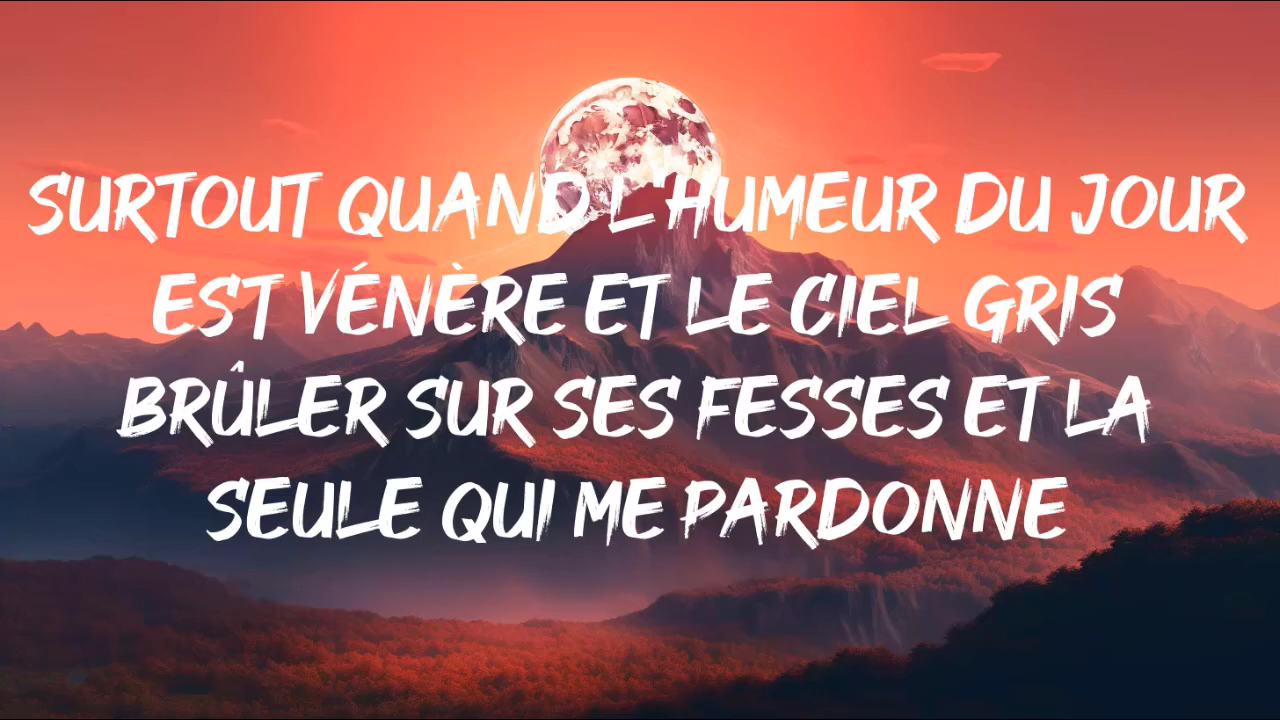 SURTOUT QUAND L'HUMEUR DU JOUR
EST VÉNÈRE ET LE CIEL GRIS
BRÛLER SUR SES FESSES ET LA
SEULE QUI ME PARDONNE